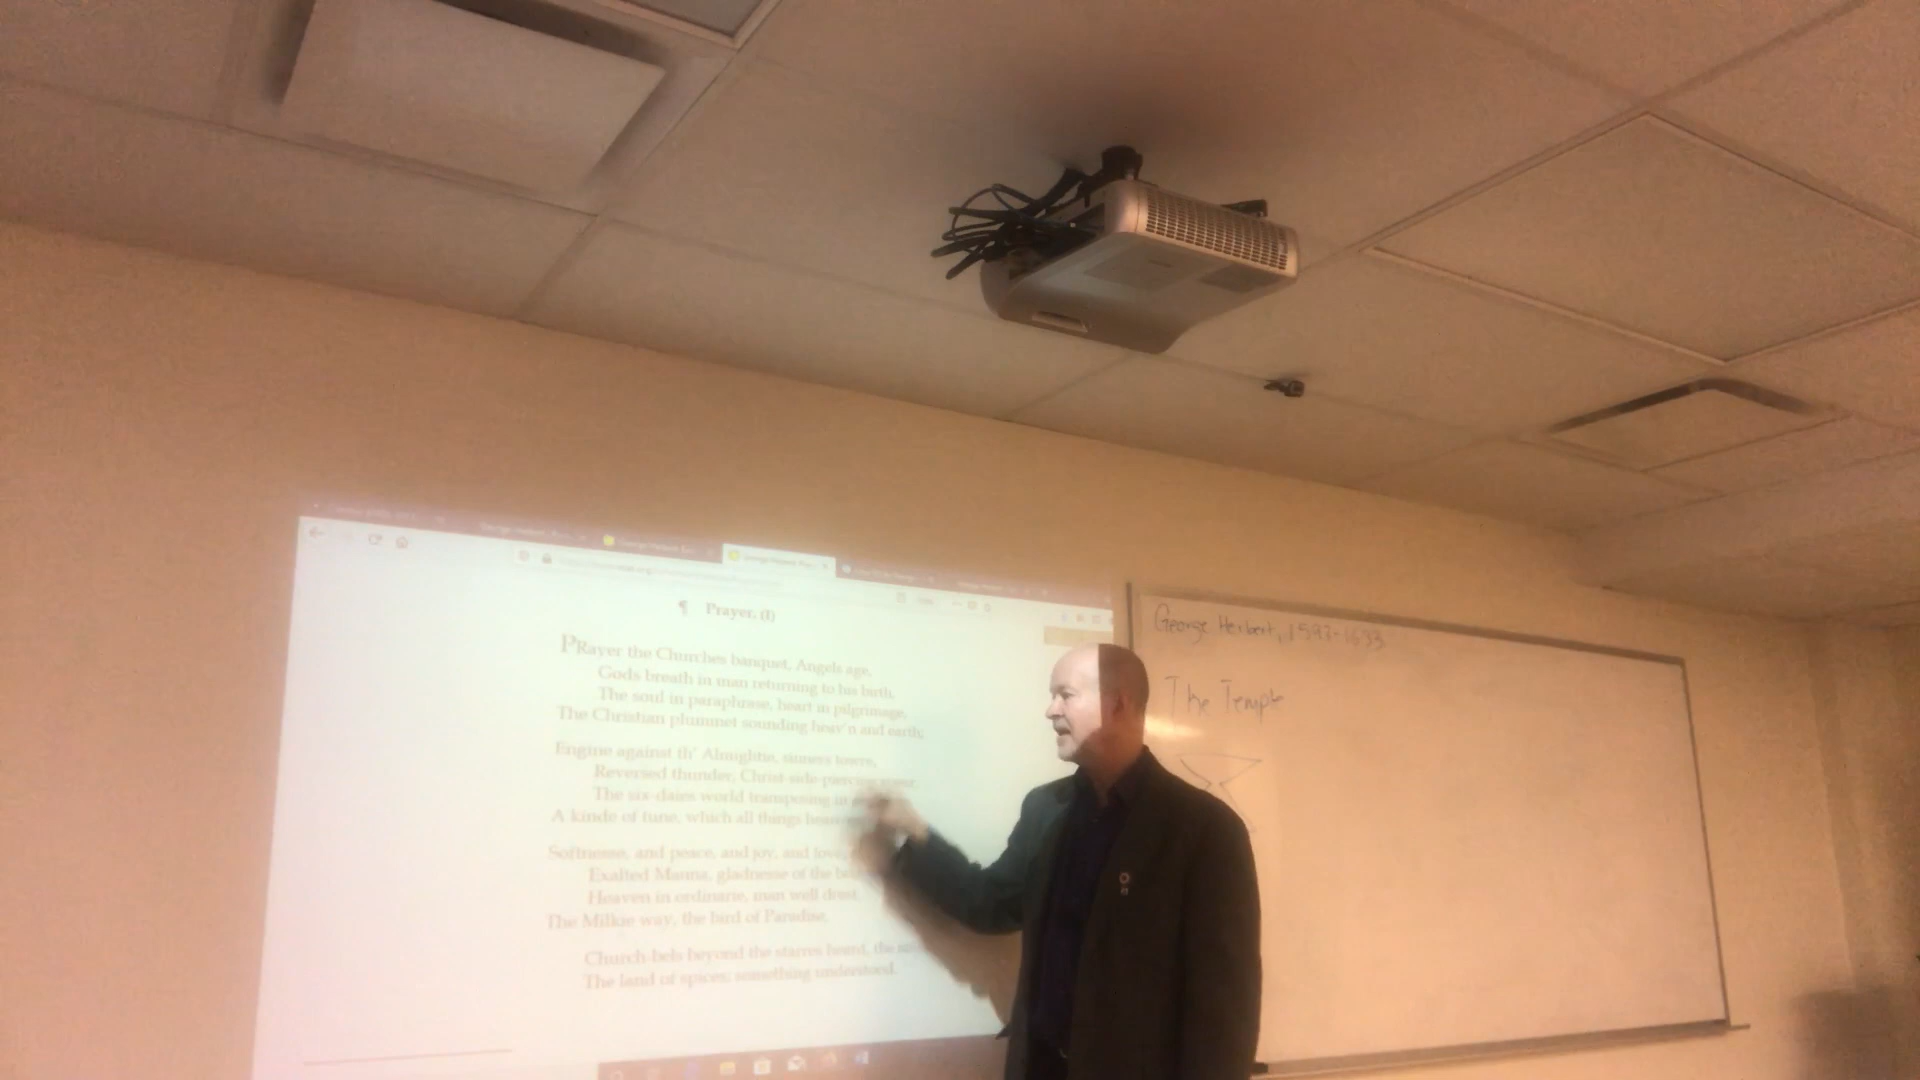 ¶ Prayer. (I)
PRayer the Churches banquet, Angels age,
Gods breath in man returning to his birth,
The soul in paraphrase, heart in pilgrimage,
The Christian plummet sounding heav'n and earth;
Engine against th' Almightie, sinners towre,
Reversed thunder, Christ-side-piercing spear,
The six-daies world transposing in
A kinde of tune, which all things heare
Softnesse, and peace, and joy, and love,
Exalted Manna, gladnesse of the best
Heaven in ordinarie, man well drest,
The Milkie way, the bird of Paradise,
Church-bels beyond the starres heard, the
The land of spices; something understood.
George Herbert, 1593-1633
The Temple